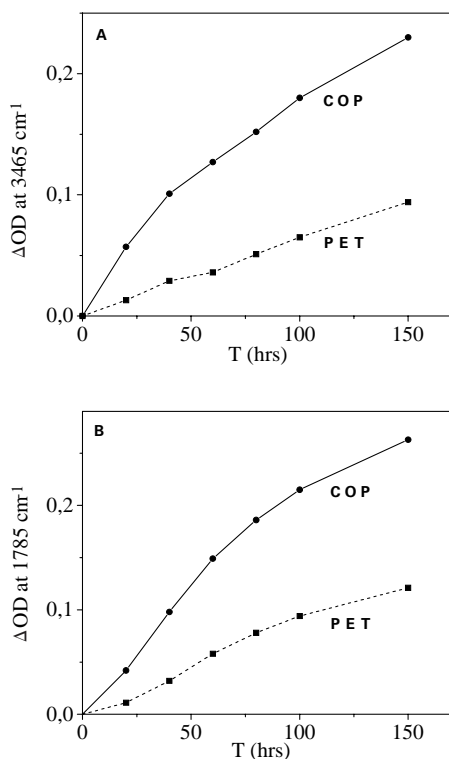 A
0,2
COP
ΔOD at 3465 cm⁻¹
0,1
PET
0,0
0 50 100 150
T (hrs)
B
0,2
COP
ΔOD at 1785 cm⁻¹
0,1
PET
0,0
0 50 100 150
T (hrs)